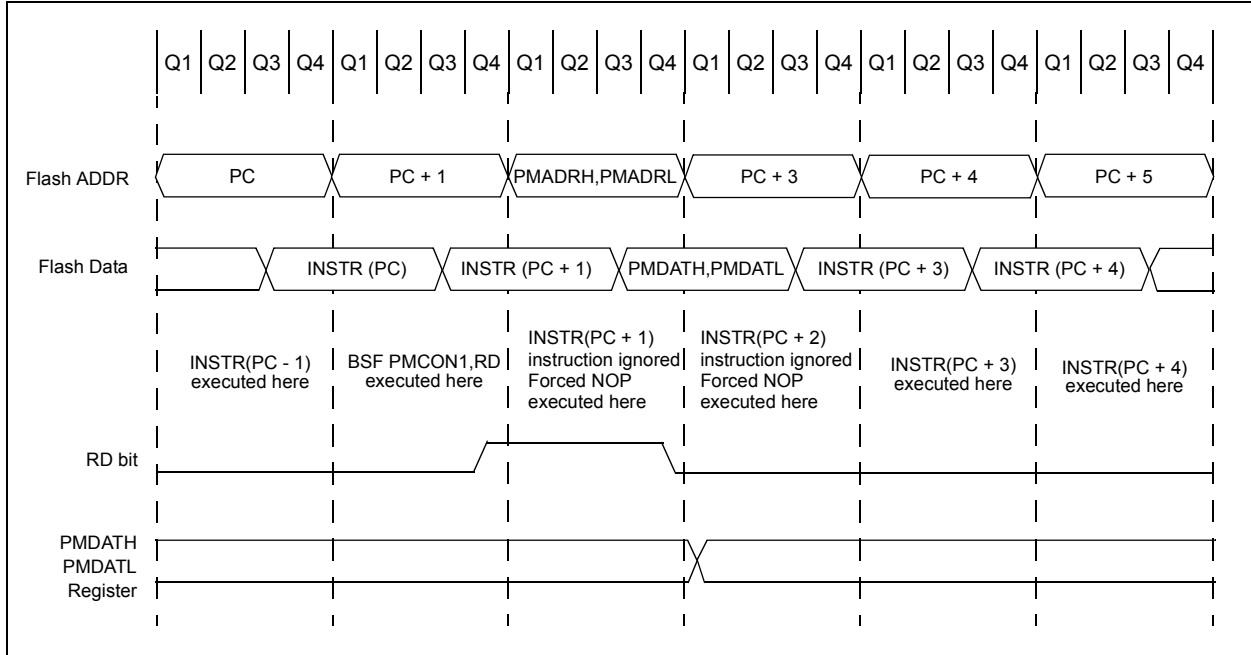 Q1 Q2 Q3 Q4 Q1 Q2 Q3 Q4 Q1 Q2 Q3 Q4 Q1 Q2 Q3 Q4 Q1 Q2 Q3 Q4 Q1 Q2 Q3 Q4
Flash ADDR
PC
PC + 1
PMADRH,PMADRL
PC + 3
PC + 4
PC + 5
Flash Data
INSTR (PC)
INSTR (PC + 1)
PMDATH,PMDATL
INSTR (PC + 3)
INSTR (PC + 4)
INSTR(PC - 1)
executed here
BSF PMCON1,RD
executed here
INSTR(PC + 1)
instruction ignored
Forced NOP
executed here
INSTR(PC + 2)
instruction ignored
Forced NOP
executed here
INSTR(PC + 3)
executed here
INSTR(PC + 4)
executed here
RD bit
PMDATH
PMDATL
Register